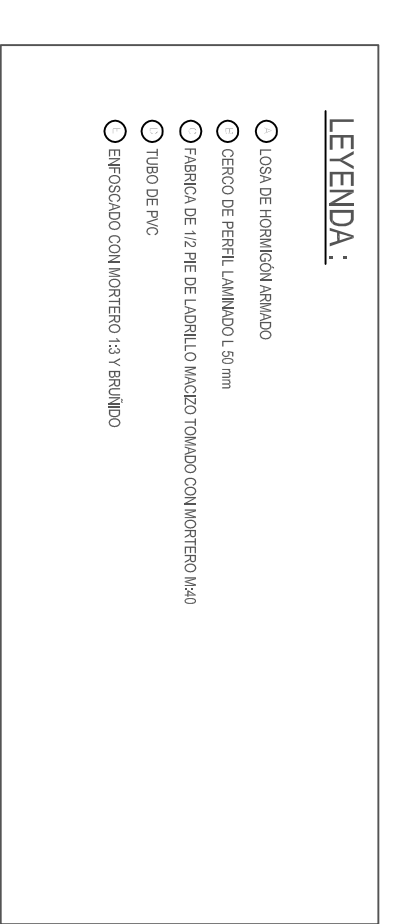 LEYENDA :
A LOSA DE HORMIGÓN ARMADO
B CERCO DE PERFIL LAMINADO L 50 mm
C FABRICA DE 1/2 PIE DE LADRILLO MACIZO TOMADO CON MORTERO M:40
D TUBO DE PVC
E ENFOSCADO CON MORTERO 1:3 Y BRUÑIDO